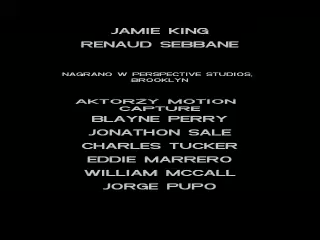 JAMIE KING
RENAUD SEBBANE
NAGRANO W PERSPECTIVE STUDIOS,
BROOKLYN
AKTORZY MOTION
CAPTURE
BLAYNE PERRY
JONATHON SALE
CHARLES TUCKER
EDDIE MARRERO
WILLIAM MCCALL
JORGE PUPO